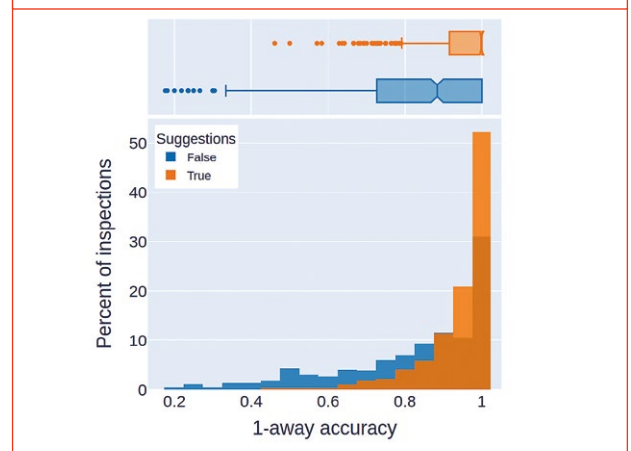 Suggestions
False
True
Percent of inspections
50
40
30
20
10
0
0.2 0.4 0.6 0.8 1
1-away accuracy